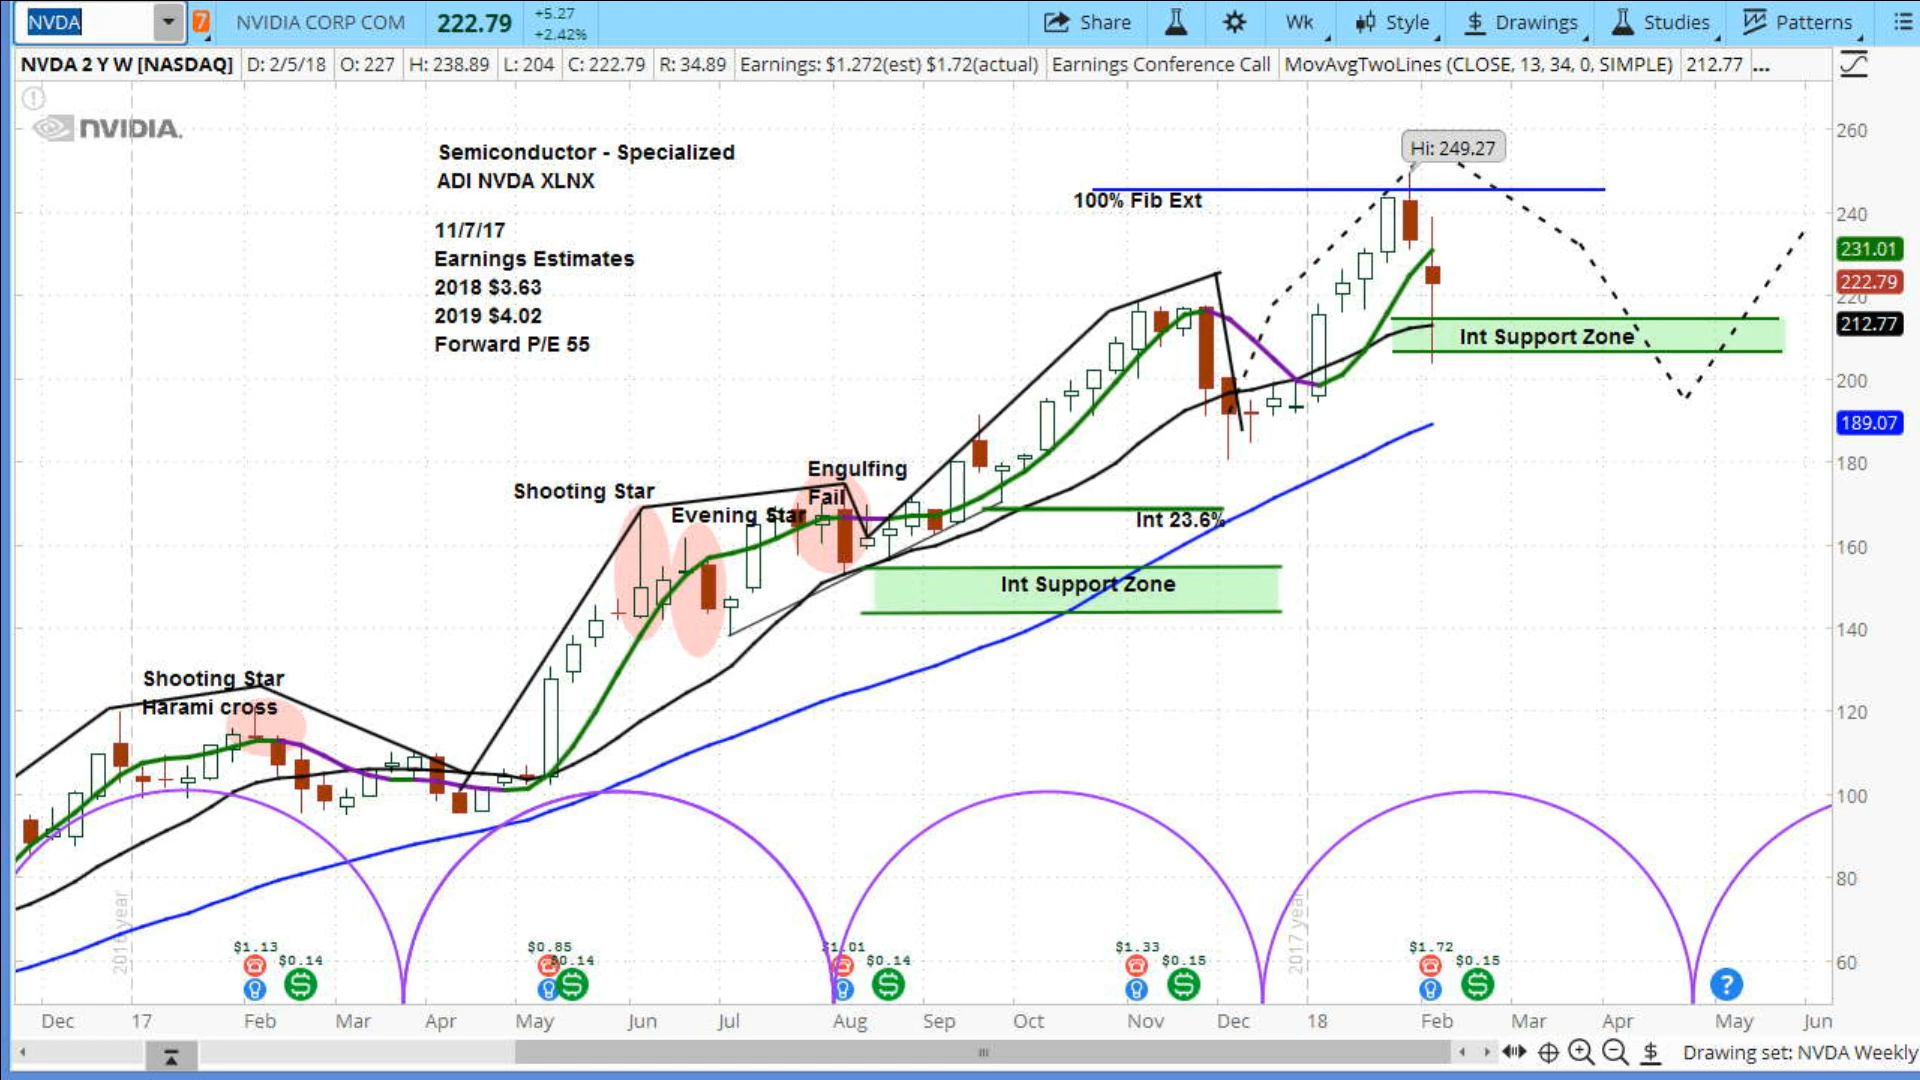 NVDA
7
NVIDIA CORP COM
222.79
+5.27
+2.42%
Share
Wk
Style
$ Drawings
Studies
Patterns
NVDA 2 Y W [NASDAQ]
D: 2/5/18
O: 227
H: 238.89
L: 204
C: 222.79
R: 34.89
Earnings: $1.272(est) $1.72(actual)
Earnings Conference Call
MovAvgTwoLines (CLOSE, 13, 34, 0, SIMPLE)
212.77
...
NVIDIA.
Semiconductor - Specialized
ADI NVDA XLNX
11/7/17
Earnings Estimates
2018 $3.63
2019 $4.02
Forward P/E 55
Hi: 249.27
100% Fib Ext
Int Support Zone
Engulfing
Fail
Shooting Star
Evening Star
Int 23.6%
Int Support Zone
Shooting Star
Harami cross
260
240
231.01
222.79
220
212.77
200
189.07
180
160
140
120
100
80
60
2016 year
2017 year
$1.13
$0.14
$0.85
$0.14
$1.01
$0.14
$1.33
$0.15
$1.72
$0.15
?
Dec
17
Feb
Mar
Apr
May
Jun
Jul
Aug
Sep
Oct
Nov
Dec
18
Feb
Mar
Apr
May
Jun
Drawing set: NVDA Weekly